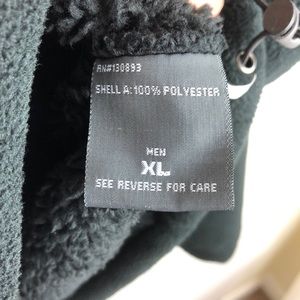 RN#130893
SHELL A: 100% POLYESTER
MEN
XL
SEE REVERSE FOR CARE